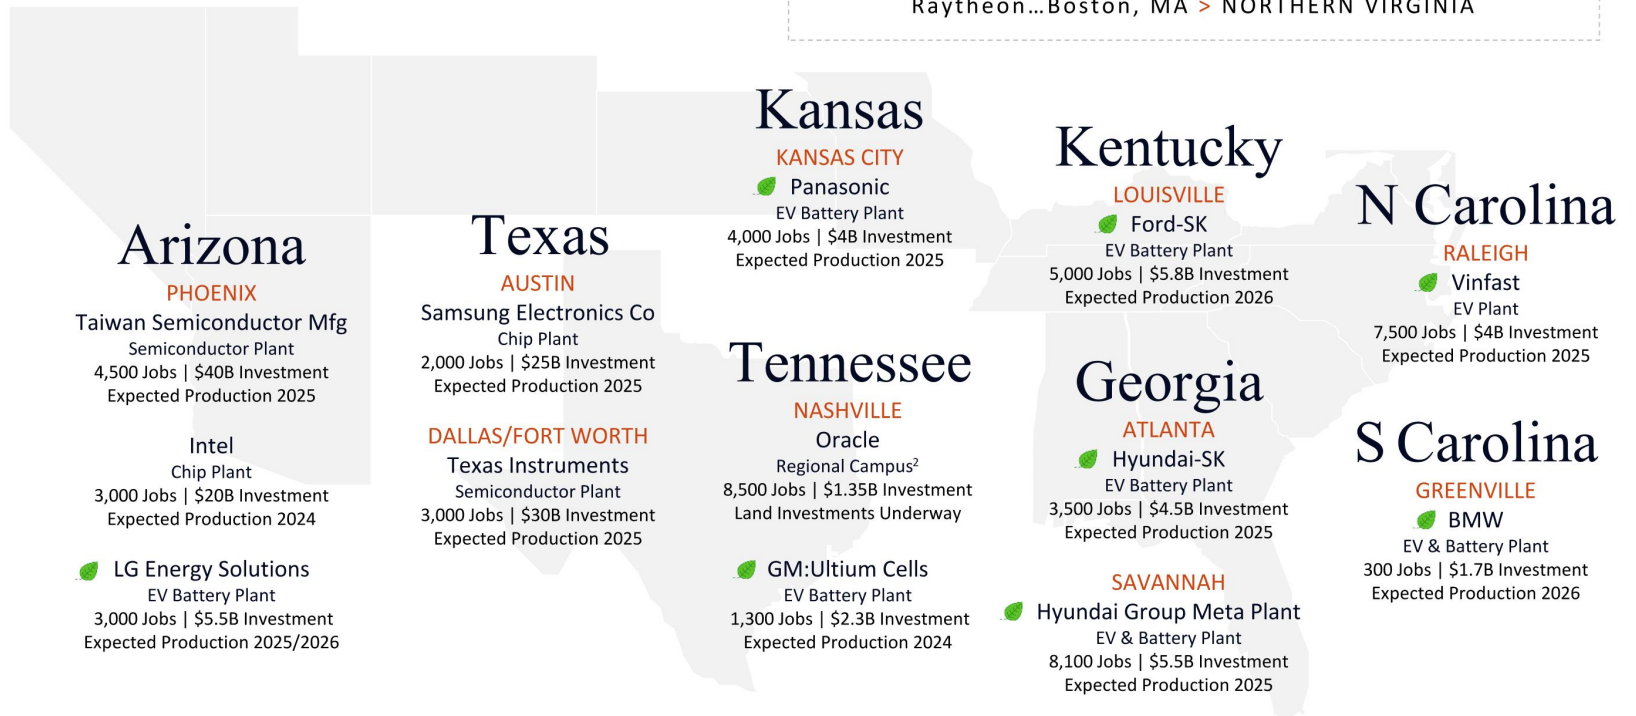 Raytheon…Boston, MA > NORTHERN VIRGINIA
Arizona
PHOENIX
Taiwan Semiconductor Mfg
Semiconductor Plant
4,500 Jobs | $40B Investment
Expected Production 2025
Intel
Chip Plant
3,000 Jobs | $20B Investment
Expected Production 2024
LG Energy Solutions
EV Battery Plant
3,000 Jobs | $5.5B Investment
Expected Production 2025/2026
Texas
AUSTIN
Samsung Electronics Co
Chip Plant
2,000 Jobs | $25B Investment
Expected Production 2025
DALLAS/FORT WORTH
Texas Instruments
Semiconductor Plant
3,000 Jobs | $30B Investment
Expected Production 2025
Kansas
KANSAS CITY
Panasonic
EV Battery Plant
4,000 Jobs | $4B Investment
Expected Production 2025
Tennessee
NASHVILLE
Oracle
Regional Campus²
8,500 Jobs | $1.35B Investment
Land Investments Underway
GM:Ultium Cells
EV Battery Plant
1,300 Jobs | $2.3B Investment
Expected Production 2024
Kentucky
LOUISVILLE
Ford-SK
EV Battery Plant
5,000 Jobs | $5.8B Investment
Expected Production 2026
Georgia
ATLANTA
Hyundai-SK
EV Battery Plant
3,500 Jobs | $4.5B Investment
Expected Production 2025
SAVANNAH
Hyundai Group Meta Plant
EV & Battery Plant
8,100 Jobs | $5.5B Investment
Expected Production 2025
N Carolina
RALEIGH
Vinfast
EV Plant
7,500 Jobs | $4B Investment
Expected Production 2025
S Carolina
GREENVILLE
BMW
EV & Battery Plant
300 Jobs | $1.7B Investment
Expected Production 2026